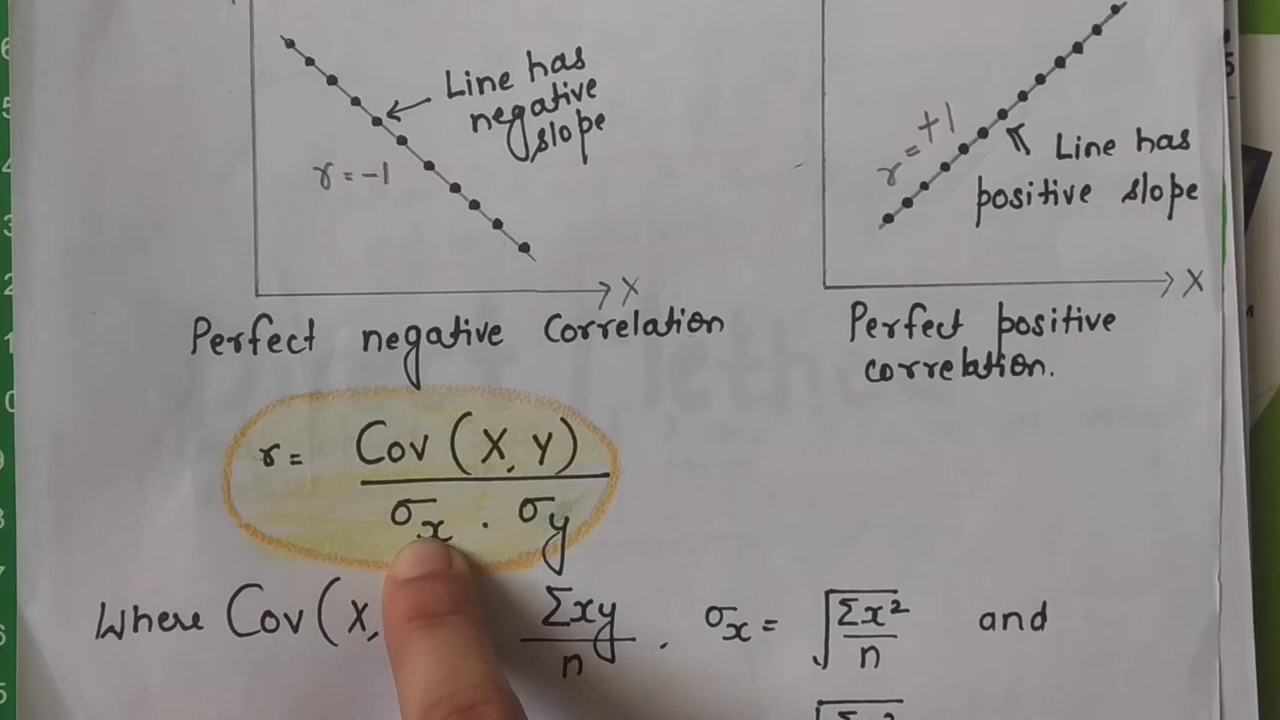 Line has
negative
slope
r = -1
X
Perfect negative Correlation
r = +1
Line has
positive slope
X
Perfect positive
correlation.
r = Cov (X, Y)
σx . σy
Where Cov (X, Σxy
n
. σx = √Σx²
n
and